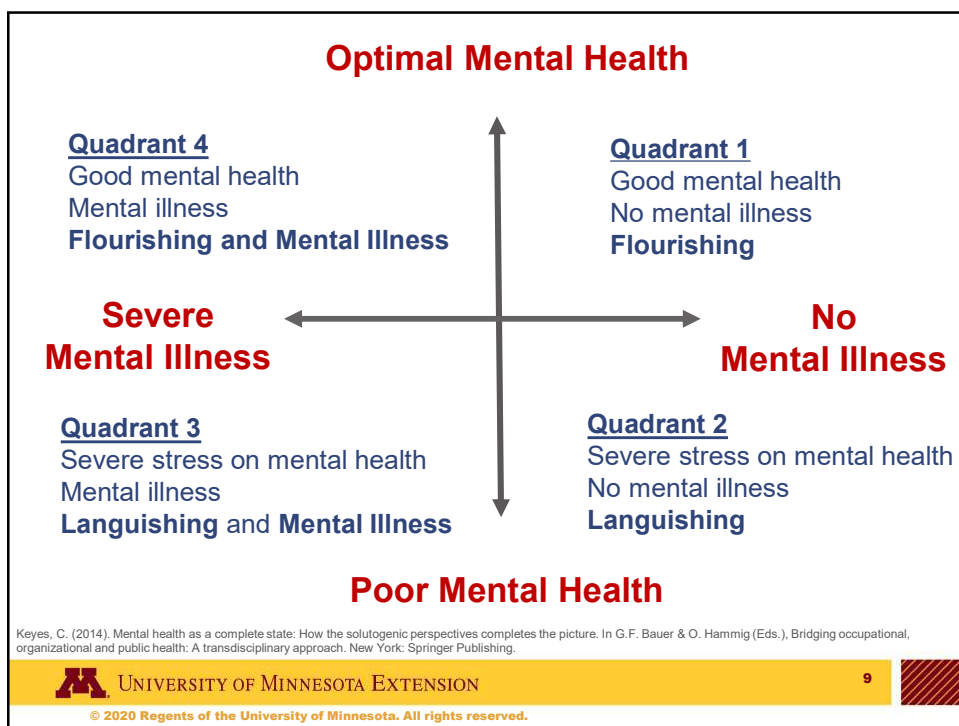 Optimal Mental Health
Quadrant 4
Good mental health
Mental illness
Flourishing and Mental Illness
Quadrant 1
Good mental health
No mental illness
Flourishing
Severe
Mental Illness
No
Mental Illness
Quadrant 3
Severe stress on mental health
Mental illness
Languishing and Mental Illness
Quadrant 2
Severe stress on mental health
No mental illness
Languishing
Poor Mental Health
Keyes, C. (2014). Mental health as a complete state: How the solutogenic perspectives completes the picture. In G.F. Bauer & O. Hammig (Eds.), Bridging occupational,
organizational and public health: A transdisciplinary approach. New York: Springer Publishing.
M UNIVERSITY OF MINNESOTA EXTENSION
9
© 2020 Regents of the University of Minnesota. All rights reserved.